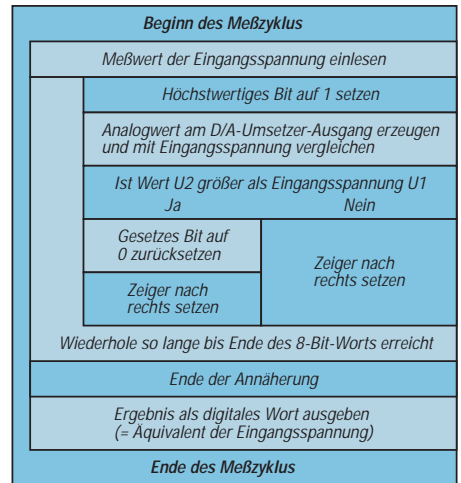 Beginn des Meßzyklus
Meßwert der Eingangsspannung einlesen
Höchstwertiges Bit auf 1 setzen
Analogwert am D/A-Umsetzer-Ausgang erzeugen
und mit Eingangsspannung vergleichen
Ist Wert U2 größer als Eingangsspannung U1
Ja Nein
Gesetzes Bit auf
0 zurücksetzen
Zeiger nach
rechts setzen
Zeiger nach
rechts setzen
Wiederhole so lange bis Ende des 8-Bit-Worts erreicht
Ende der Annäherung
Ergebnis als digitales Wort ausgeben
(= Äquivalent der Eingangsspannung)
Ende des Meßzyklus